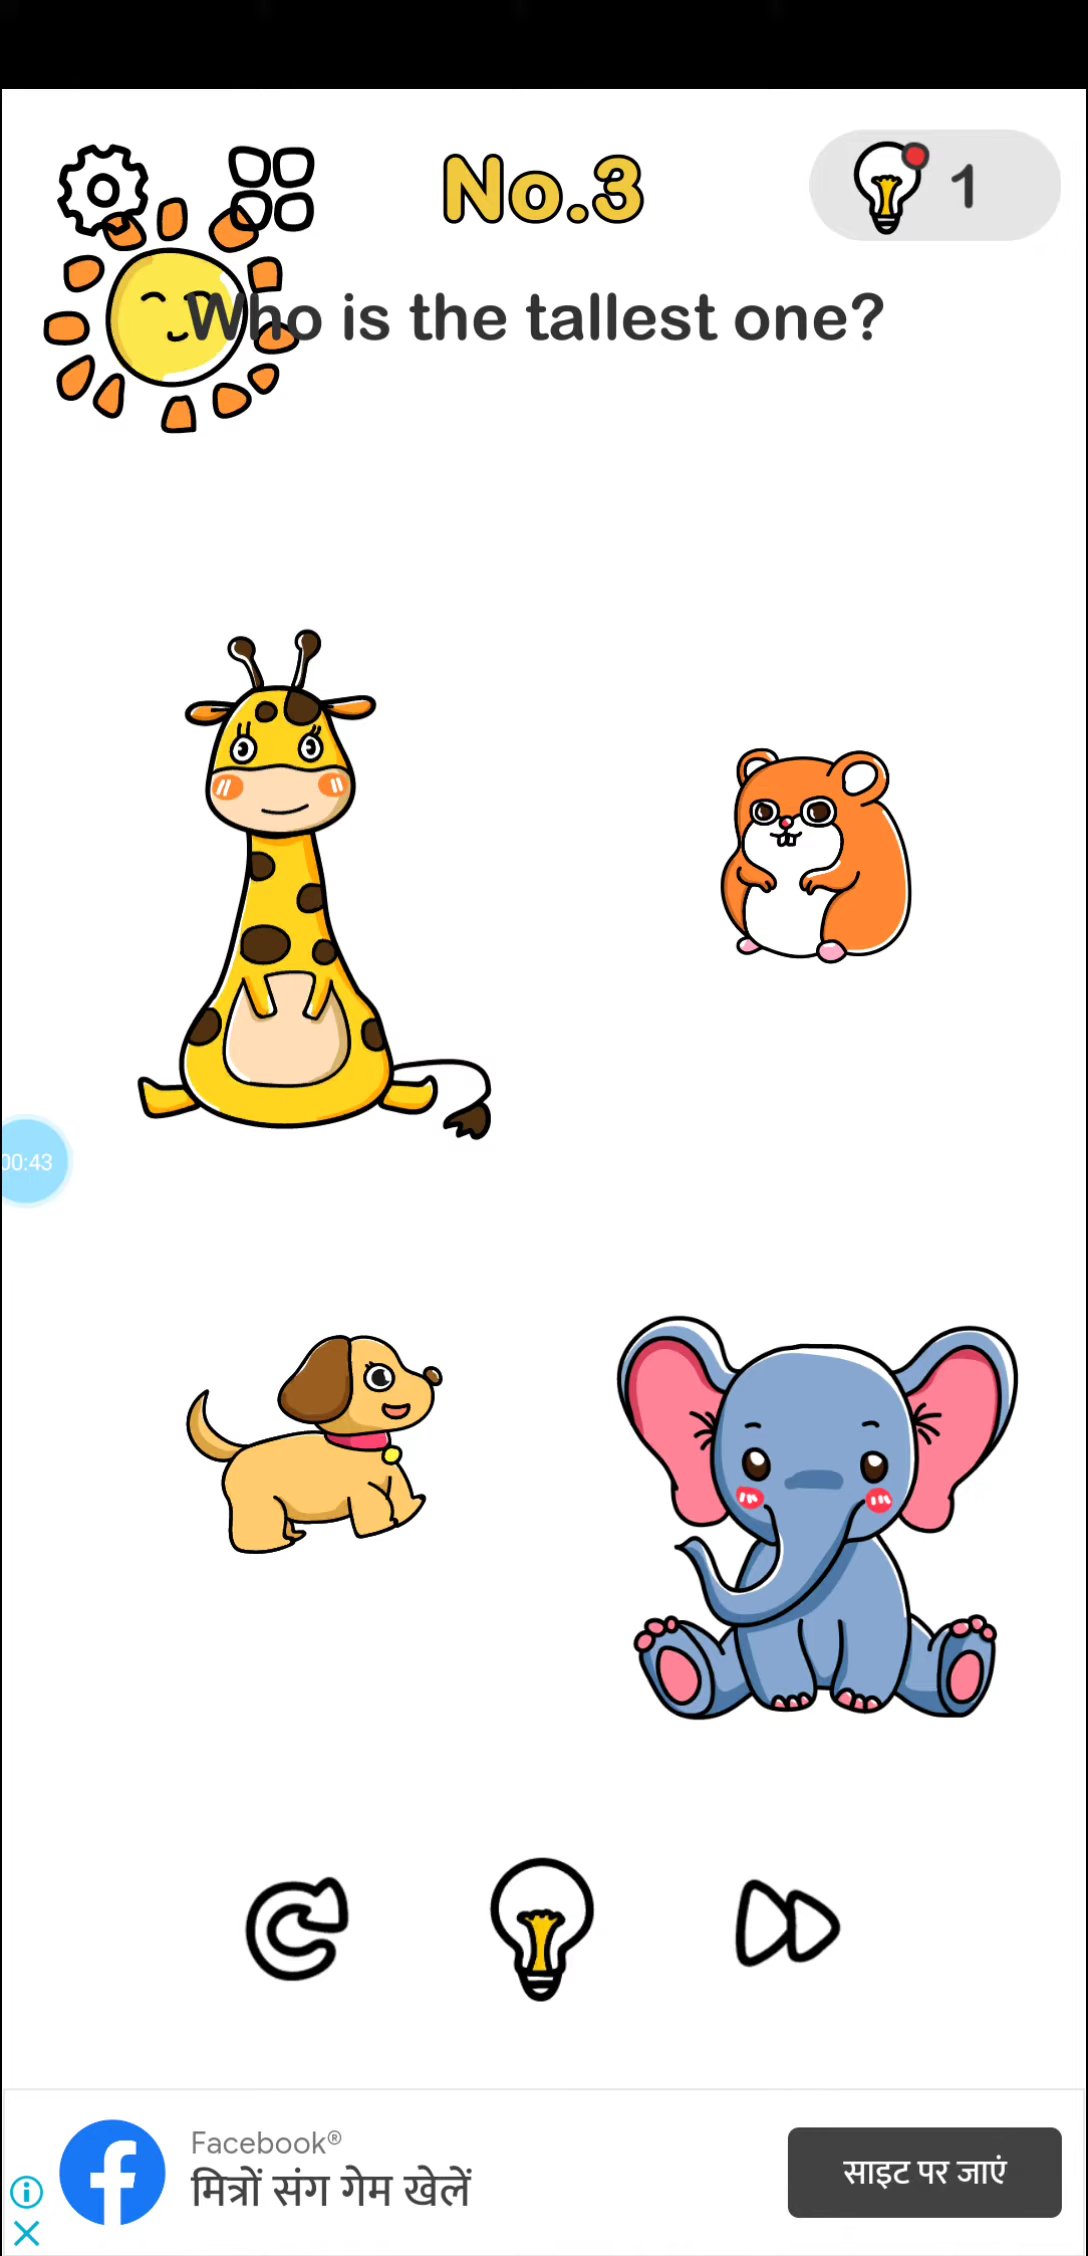 No.3
1
Who is the tallest one?
00:43
Facebook®
मित्रों संग गेम खेलें
साइट पर जाएं